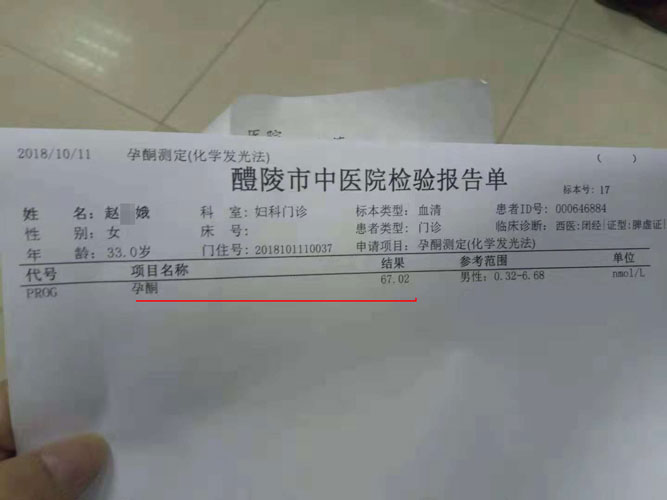 医院
2018/10/11 孕酮测定(化学发光法) ( )
醴陵市中医院检验报告单
标本号: 17
姓 名: 赵 娥 科 室: 妇科门诊 标本类型: 血清 患者ID号: 000646884
性 别: 女 床 号: 患者类型: 门诊 临床诊断: 西医:闭经|证型:脾虚证|
年 龄: 33.0岁 门住号: 2018101110037 申请项目: 孕酮测定(化学发光法)
代号 项目名称 结果 参考范围 单位
PROG 孕酮 67.02 男性: 0.32-6.68 nmol/L